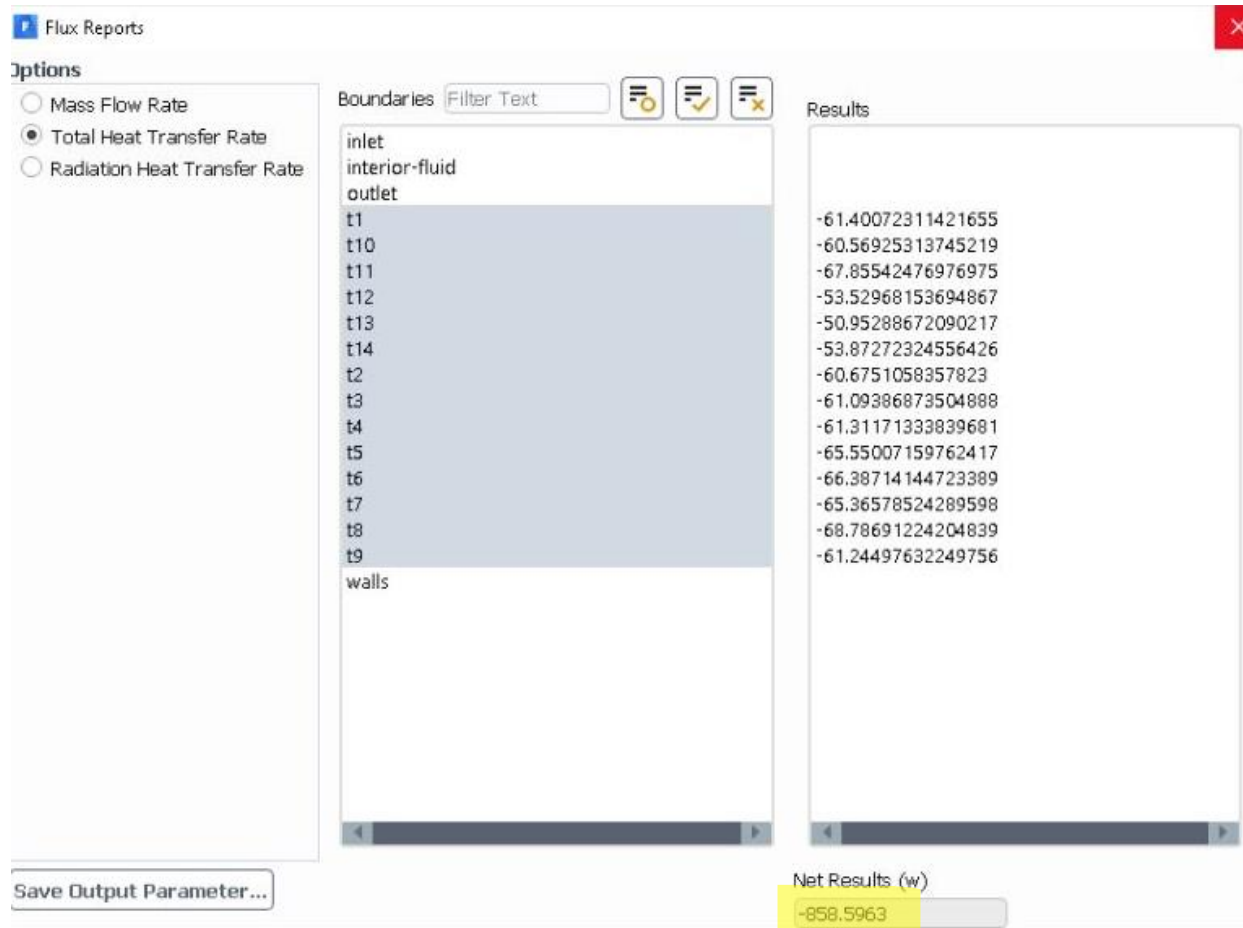 Flux Reports
Options
Mass Flow Rate
Total Heat Transfer Rate
Radiation Heat Transfer Rate
Boundaries Filter Text
inlet
interior-fluid
outlet
t1
t10
t11
t12
t13
t14
t2
t3
t4
t5
t6
t7
t8
t9
walls
Results
-61.40072311421655
-60.56925313745219
-67.85542476976975
-53.52968153694867
-50.95288672090217
-53.87272324556426
-60.6751058357823
-61.09386873504888
-61.31171333839681
-65.55007159762417
-66.38714144723389
-65.36578524289598
-68.78691224204839
-61.24497632249756
Save Output Parameter...
Net Results (w)
-858.5963